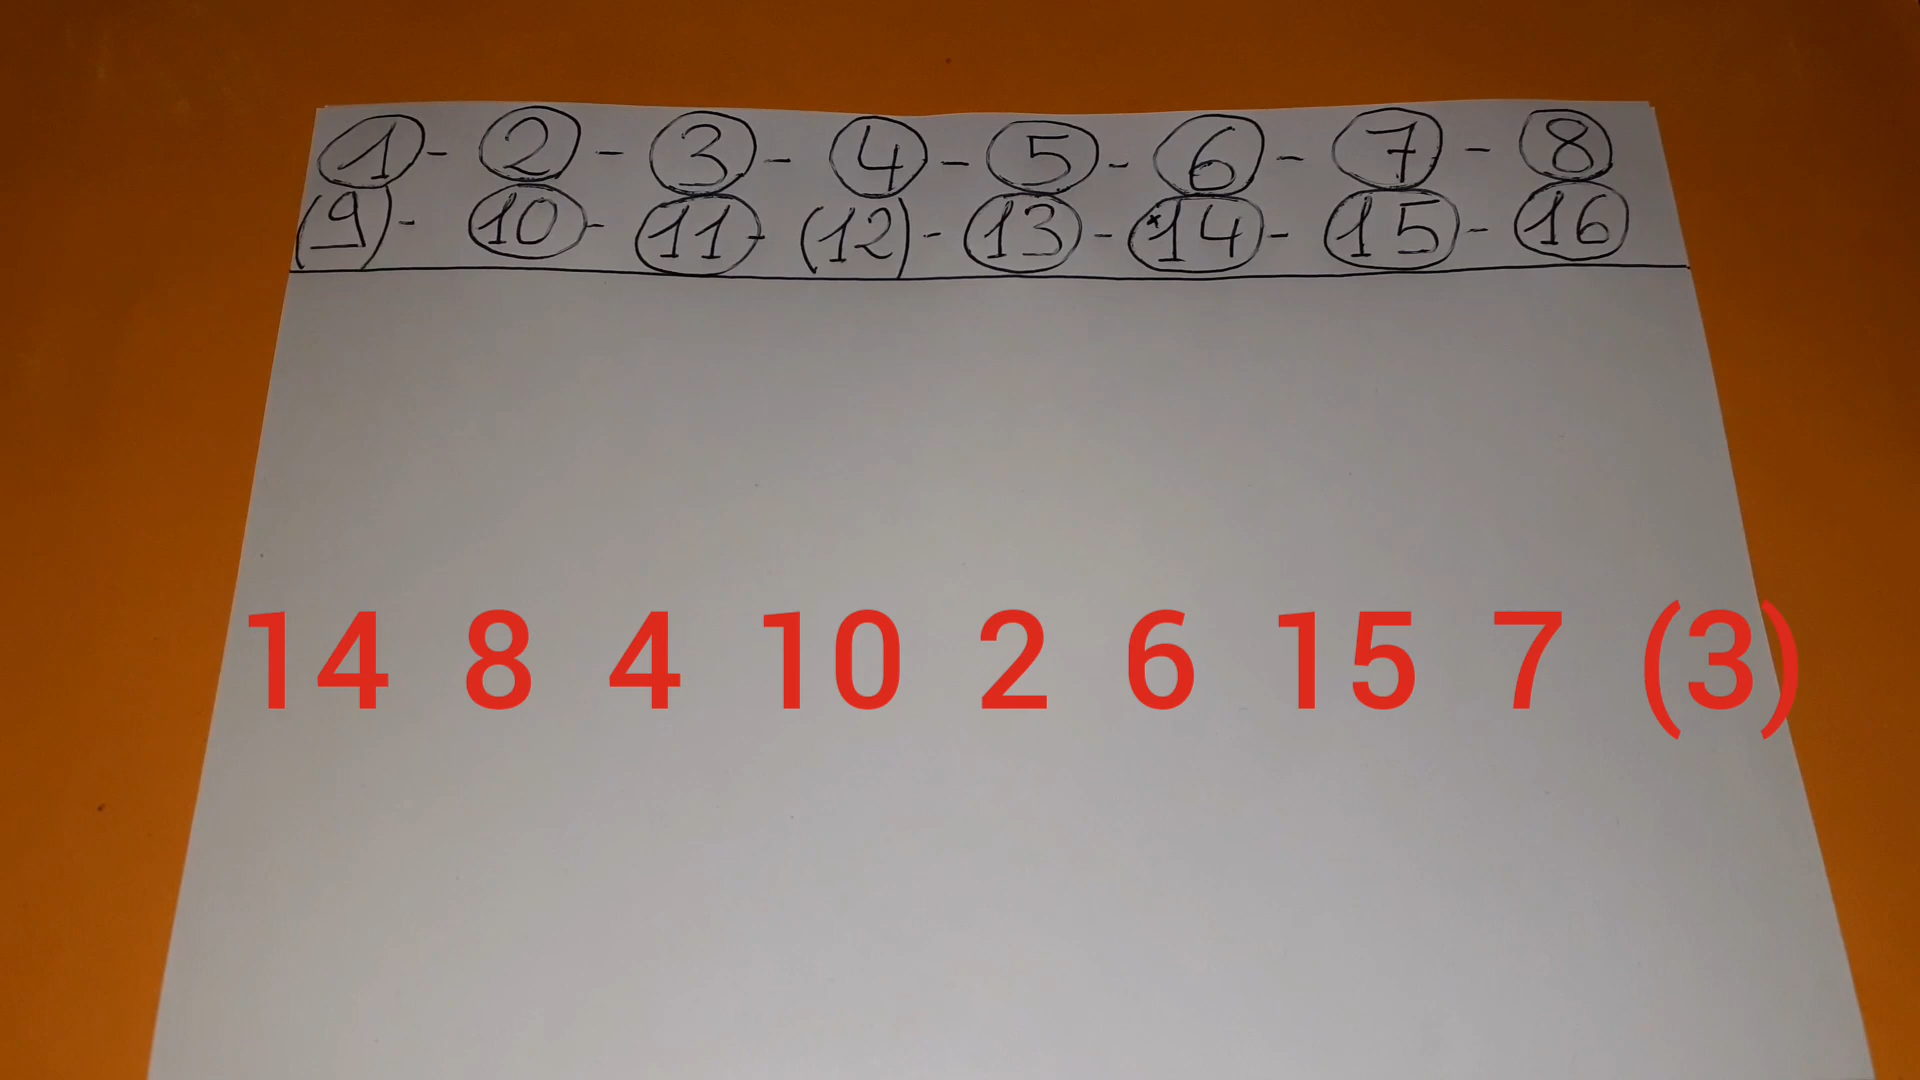 1 - 2 - 3 - 4 - 5 - 6 - 7 - 8
(9) - 10 - 11 - (12) - 13 - *14 - 15 - 16
14 8 4 10 2 6 15 7 (3)